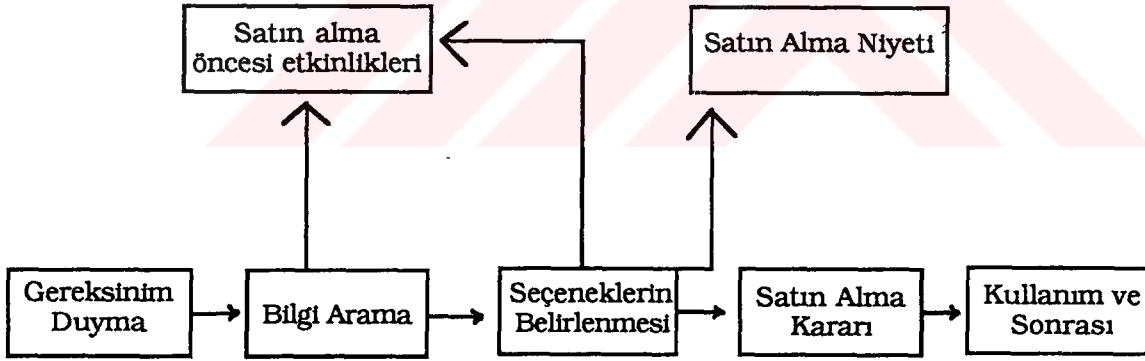 Satın alma
öncesi etkinlikleri
Satın Alma Niyeti
Gereksinim
Duyma
Bilgi Arama
Seçeneklerin
Belirlenmesi
Satın Alma
Kararı
Kullanım ve
Sonrası